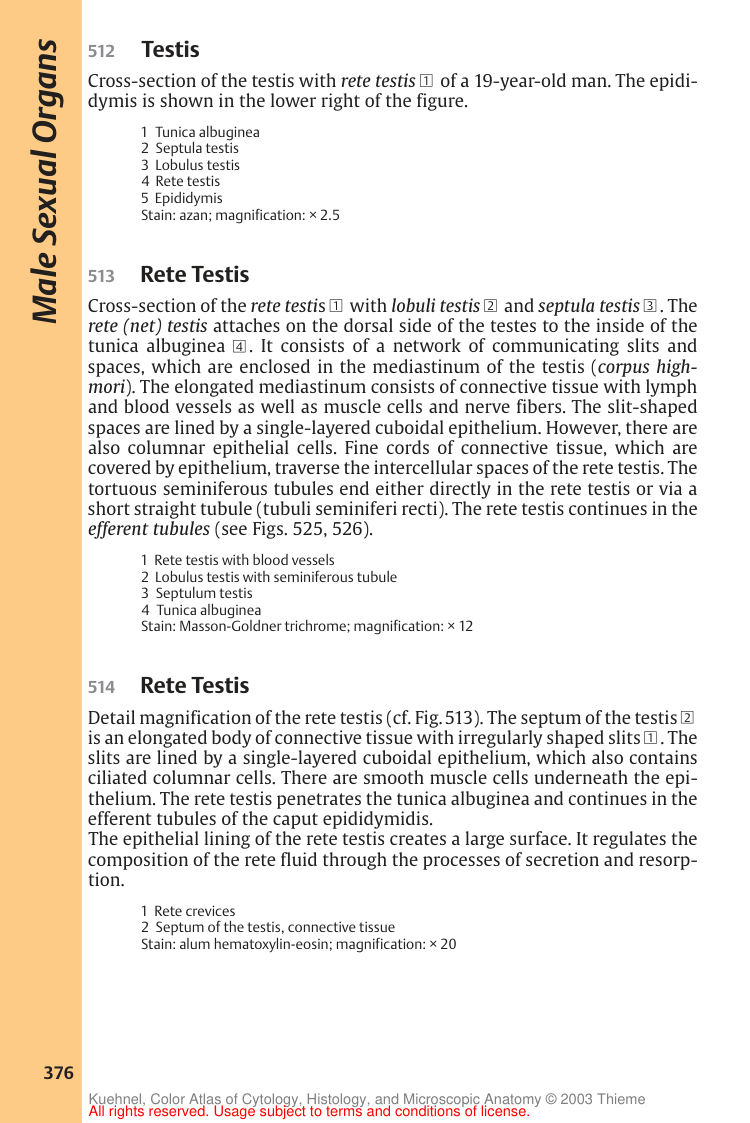 Male Sexual Organs
512 Testis
Cross-section of the testis with rete testis 1 of a 19-year-old man. The epidi-
dymis is shown in the lower right of the figure.
1 Tunica albuginea
2 Septula testis
3 Lobulus testis
4 Rete testis
5 Epididymis
Stain: azan; magnification: × 2.5
513 Rete Testis
Cross-section of the rete testis 1 with lobuli testis 2 and septula testis 3. The
rete (net) testis attaches on the dorsal side of the testes to the inside of the
tunica albuginea 4. It consists of a network of communicating slits and
spaces, which are enclosed in the mediastinum of the testis (corpus high-
mori). The elongated mediastinum consists of connective tissue with lymph
and blood vessels as well as muscle cells and nerve fibers. The slit-shaped
spaces are lined by a single-layered cuboidal epithelium. However, there are
also columnar epithelial cells. Fine cords of connective tissue, which are
covered by epithelium, traverse the intercellular spaces of the rete testis. The
tortuous seminiferous tubules end either directly in the rete testis or via a
short straight tubule (tubuli seminiferi recti). The rete testis continues in the
efferent tubules (see Figs. 525, 526).
1 Rete testis with blood vessels
2 Lobulus testis with seminiferous tubule
3 Septulum testis
4 Tunica albuginea
Stain: Masson-Goldner trichrome; magnification: × 12
514 Rete Testis
Detail magnification of the rete testis (cf. Fig. 513). The septum of the testis 2
is an elongated body of connective tissue with irregularly shaped slits 1. The
slits are lined by a single-layered cuboidal epithelium, which also contains
ciliated columnar cells. There are smooth muscle cells underneath the epi-
thelium. The rete testis penetrates the tunica albuginea and continues in the
efferent tubules of the caput epididymidis.
The epithelial lining of the rete testis creates a large surface. It regulates the
composition of the rete fluid through the processes of secretion and resorp-
tion.
1 Rete crevices
2 Septum of the testis, connective tissue
Stain: alum hematoxylin-eosin; magnification: × 20
376
Kuehnel, Color Atlas of Cytology, Histology, and Microscopic Anatomy © 2003 Thieme
All rights reserved. Usage subject to terms and conditions of license.